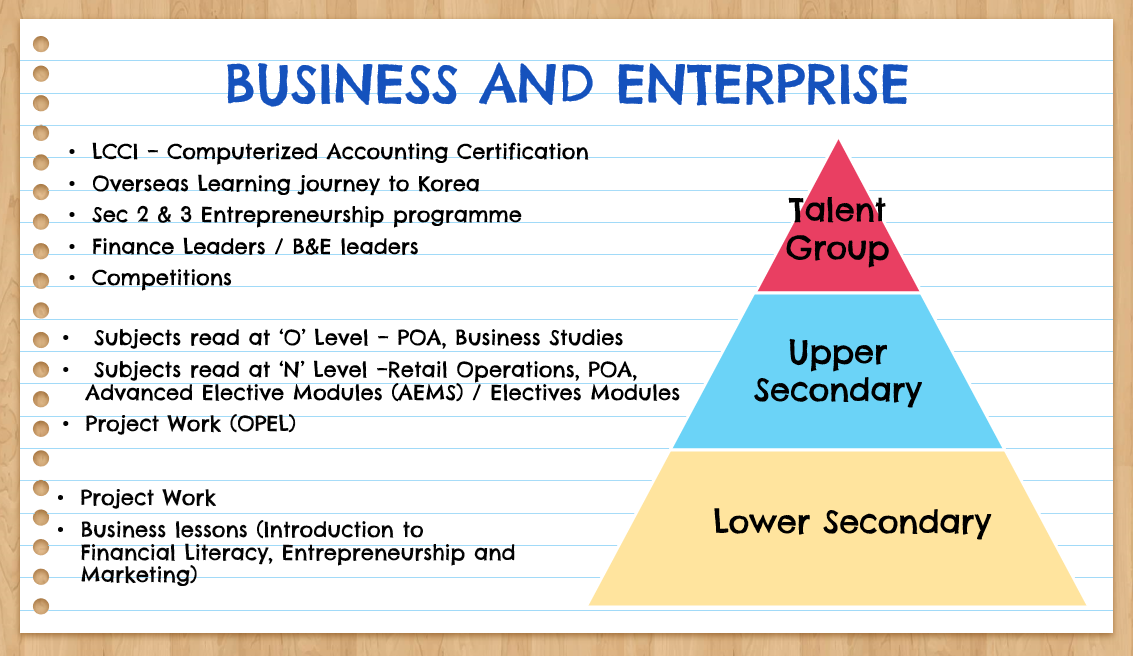 BUSINESS AND ENTERPRISE
• LCCI – Computerized Accounting Certification
• Overseas Learning journey to Korea
• Sec 2 & 3 Entrepreneurship programme
• Finance Leaders / B&E leaders
• Competitions
Talent
Group
• Subjects read at ‘O’ Level – POA, Business Studies
• Subjects read at ‘N’ Level –Retail Operations, POA,
Advanced Elective Modules (AEMS) / Electives Modules
• Project Work (OPEL)
Upper
Secondary
• Project Work
• Business lessons (Introduction to
Financial Literacy, Entrepreneurship and
Marketing)
Lower Secondary